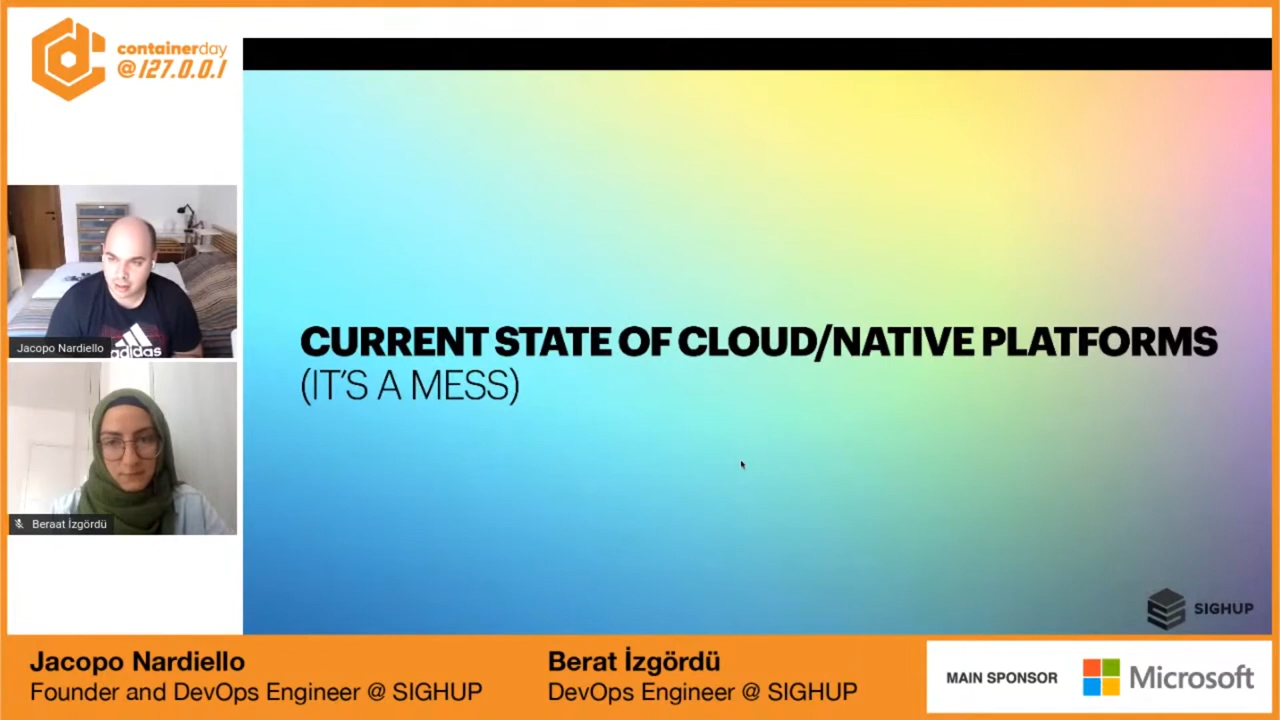 containerday
@127.0.0.1
CURRENT STATE OF CLOUD/NATIVE PLATFORMS
(IT'S A MESS)
Jacopo Nardiello
adidas
Beraat İzgördü
SIGHUP
Jacopo Nardiello
Founder and DevOps Engineer @ SIGHUP
Berat İzgördü
DevOps Engineer @ SIGHUP
MAIN SPONSOR
Microsoft